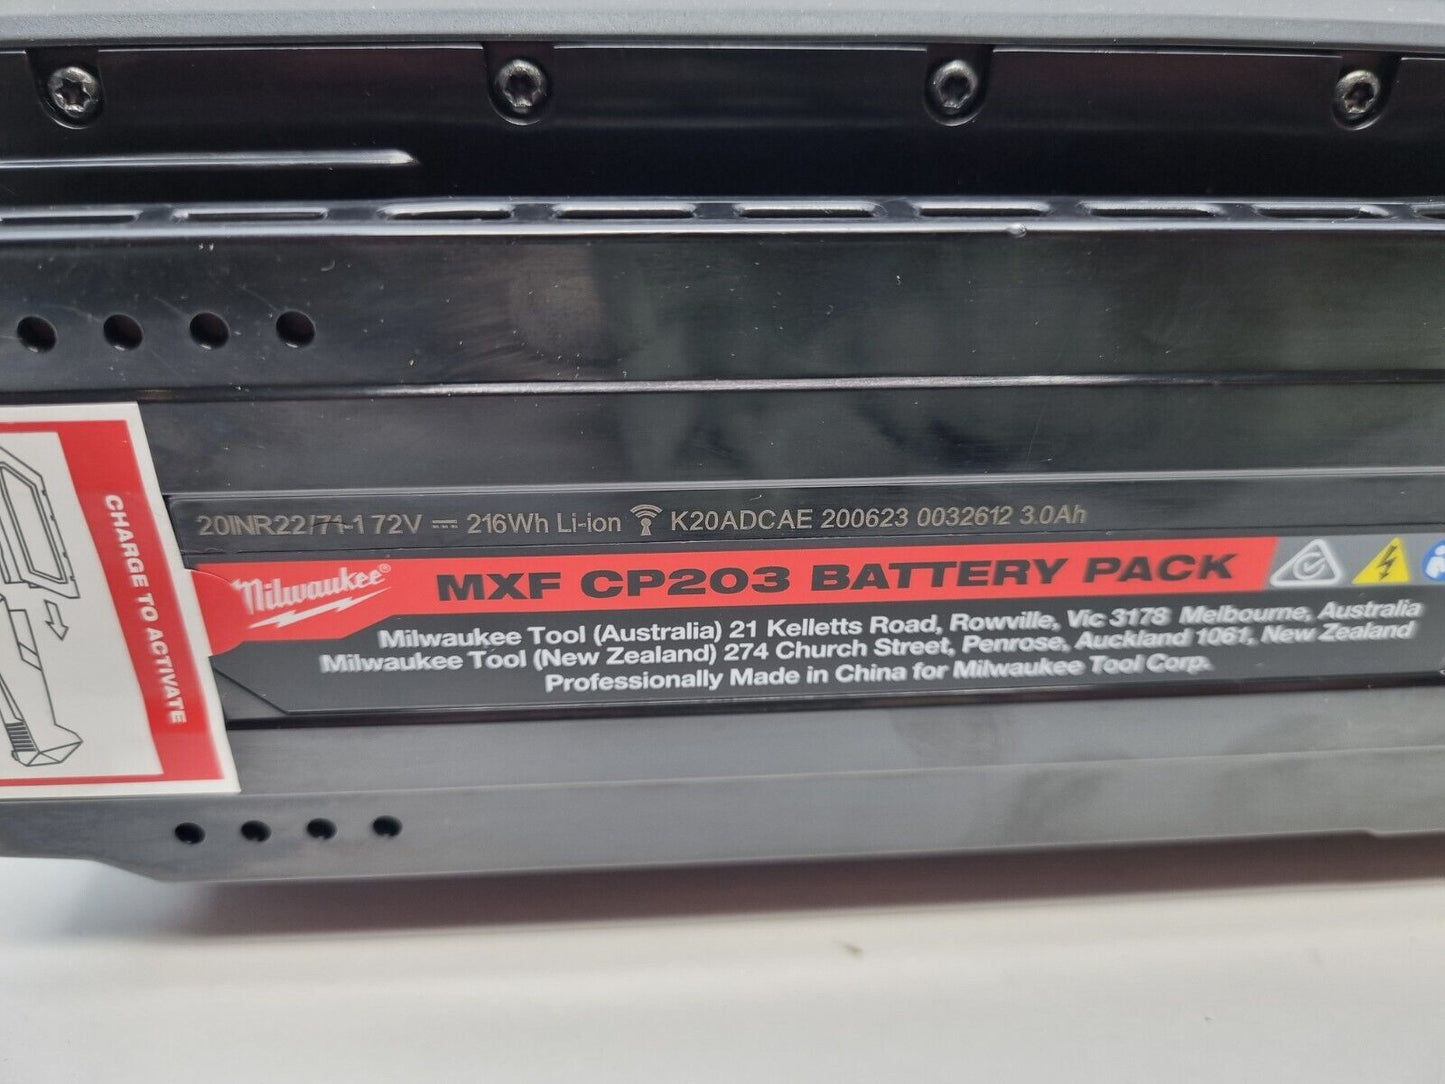 20INR22/71-1 72V ⎓ 216Wh Li-ion K20ADCAE 200623 0032612 3.0Ah
Milwaukee® MXF CP203 BATTERY PACK
Milwaukee Tool (Australia) 21 Kelletts Road, Rowville, Vic 3178 Melbourne, Australia
Milwaukee Tool (New Zealand) 274 Church Street, Penrose, Auckland 1061, New Zealand
Professionally Made in China for Milwaukee Tool Corp.
CHARGE TO ACTIVATE